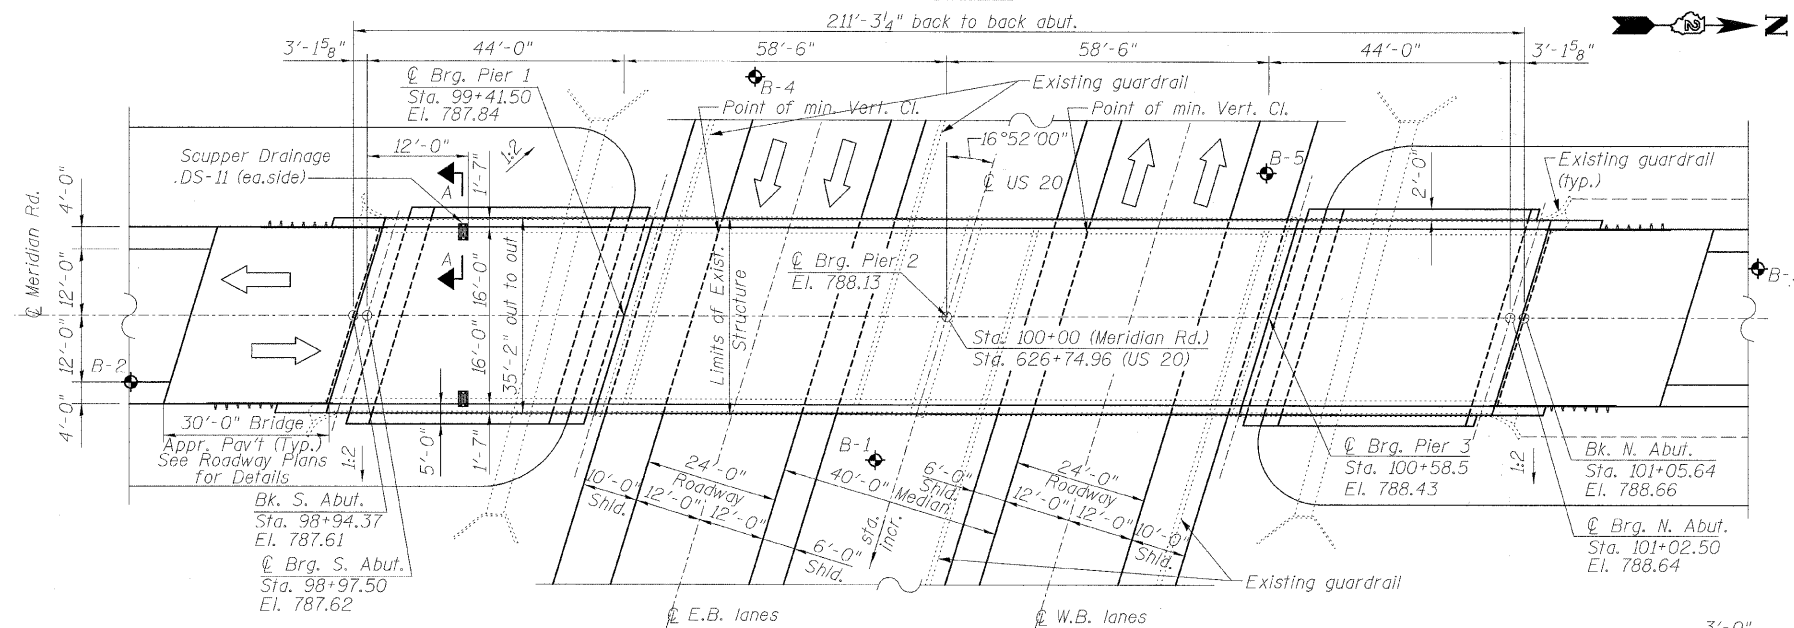 211'-3¼" back to back abut.
3'-1⅝"
44'-0"
58'-6"
58'-6"
44'-0"
3'-1⅝"
N
℄ Brg. Pier 1
Sta. 99+41.50
El. 787.84
B-4
Existing guardrail
Point of min. Vert. Cl.
Point of min. Vert. Cl.
12'-0"
1:2
16°52'00"
℄ US 20
B-5
2'-0"
Existing guardrail
(typ.)
Scupper Drainage
DS-11 (ea.side)
A
1'-7"
℄ Meridian Rd.
4'-0"
12'-0"
12'-0"
4'-0"
A
16'-0"
16'-0"
35'-2" out to out
Limits of Exist.
Structure
℄ Brg. Pier 2
El. 788.13
Sta. 100+00 (Meridian Rd.)
Sta. 626+74.96 (US 20)
B-2
30'-0" Bridge
Appr. Pav't (Typ.)
See Roadway Plans
for Details
1:2
5'-0"
1'-7"
B-1
Bk. S. Abut.
Sta. 98+94.37
El. 787.61
℄ Brg. S. Abut.
Sta. 98+97.50
El. 787.62
10'-0"
Shld.
24'-0"
Roadway
12'-0"
12'-0"
6'-0"
Shld.
40'-0" Median
sta.
incr.
6'-0"
Shld.
24'-0"
Roadway
12'-0"
12'-0"
10'-0"
Shld.
℄ Brg. Pier 3
Sta. 100+58.5
El. 788.43
1:2
Bk. N. Abut.
Sta. 101+05.64
El. 788.66
℄ Brg. N. Abut.
Sta. 101+02.50
El. 788.64
Existing guardrail
℄ E.B. lanes
℄ W.B. lanes